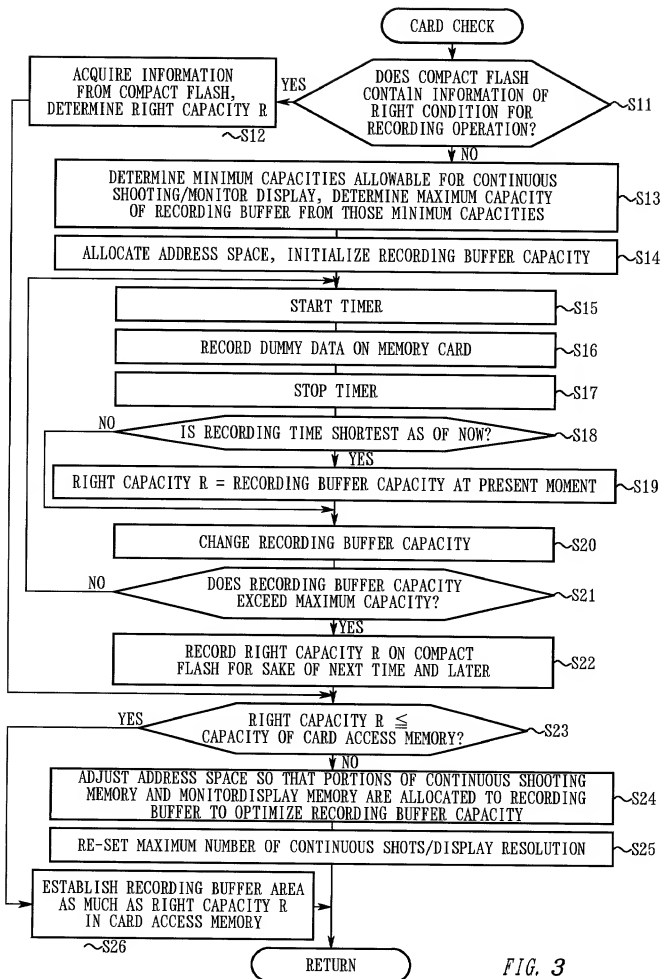 CARD CHECK
ACQUIRE INFORMATION
FROM COMPACT FLASH,
DETERMINE RIGHT CAPACITY R
S12
YES
DOES COMPACT FLASH
CONTAIN INFORMATION OF
RIGHT CONDITION FOR
RECORDING OPERATION?
S11
NO
DETERMINE MINIMUM CAPACITIES ALLOWABLE FOR CONTINUOUS
SHOOTING/MONITOR DISPLAY, DETERMINE MAXIMUM CAPACITY
OF RECORDING BUFFER FROM THOSE MINIMUM CAPACITIES
S13
ALLOCATE ADDRESS SPACE, INITIALIZE RECORDING BUFFER CAPACITY
S14
START TIMER
S15
RECORD DUMMY DATA ON MEMORY CARD
S16
STOP TIMER
S17
NO
IS RECORDING TIME SHORTEST AS OF NOW?
S18
YES
RIGHT CAPACITY R = RECORDING BUFFER CAPACITY AT PRESENT MOMENT
S19
CHANGE RECORDING BUFFER CAPACITY
S20
NO
DOES RECORDING BUFFER CAPACITY
EXCEED MAXIMUM CAPACITY?
S21
YES
RECORD RIGHT CAPACITY R ON COMPACT
FLASH FOR SAKE OF NEXT TIME AND LATER
S22
YES
RIGHT CAPACITY R ≦
CAPACITY OF CARD ACCESS MEMORY?
S23
NO
ADJUST ADDRESS SPACE SO THAT PORTIONS OF CONTINUOUS SHOOTING
MEMORY AND MONITORDISPLAY MEMORY ARE ALLOCATED TO RECORDING
BUFFER TO OPTIMIZE RECORDING BUFFER CAPACITY
S24
RE-SET MAXIMUM NUMBER OF CONTINUOUS SHOTS/DISPLAY RESOLUTION
S25
ESTABLISH RECORDING BUFFER AREA
AS MUCH AS RIGHT CAPACITY R
IN CARD ACCESS MEMORY
S26
RETURN
FIG. 3